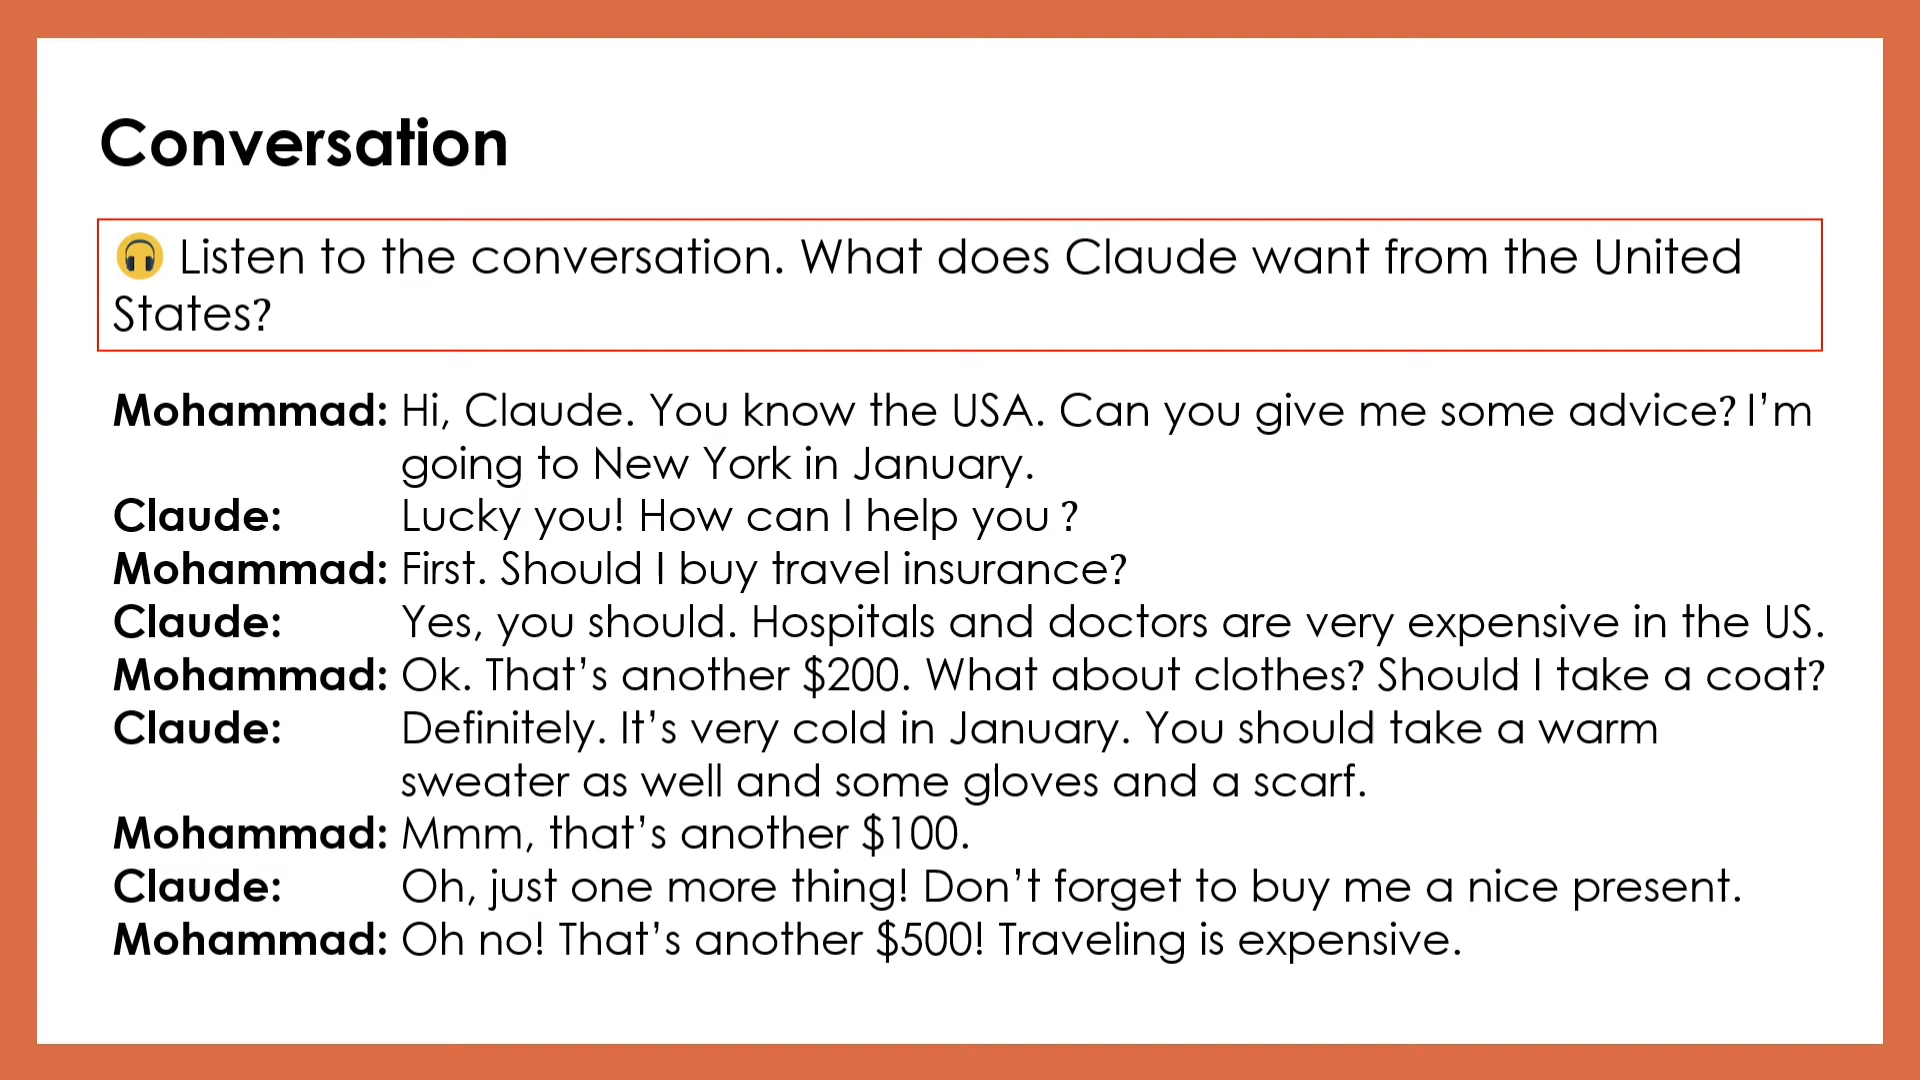 Conversation
Listen to the conversation. What does Claude want from the United
States?
Mohammad: Hi, Claude. You know the USA. Can you give me some advice? I’m
going to New York in January.
Claude: Lucky you! How can I help you ?
Mohammad: First. Should I buy travel insurance?
Claude: Yes, you should. Hospitals and doctors are very expensive in the US.
Mohammad: Ok. That’s another $200. What about clothes? Should I take a coat?
Claude: Definitely. It’s very cold in January. You should take a warm
sweater as well and some gloves and a scarf.
Mohammad: Mmm, that’s another $100.
Claude: Oh, just one more thing! Don’t forget to buy me a nice present.
Mohammad: Oh no! That’s another $500! Traveling is expensive.